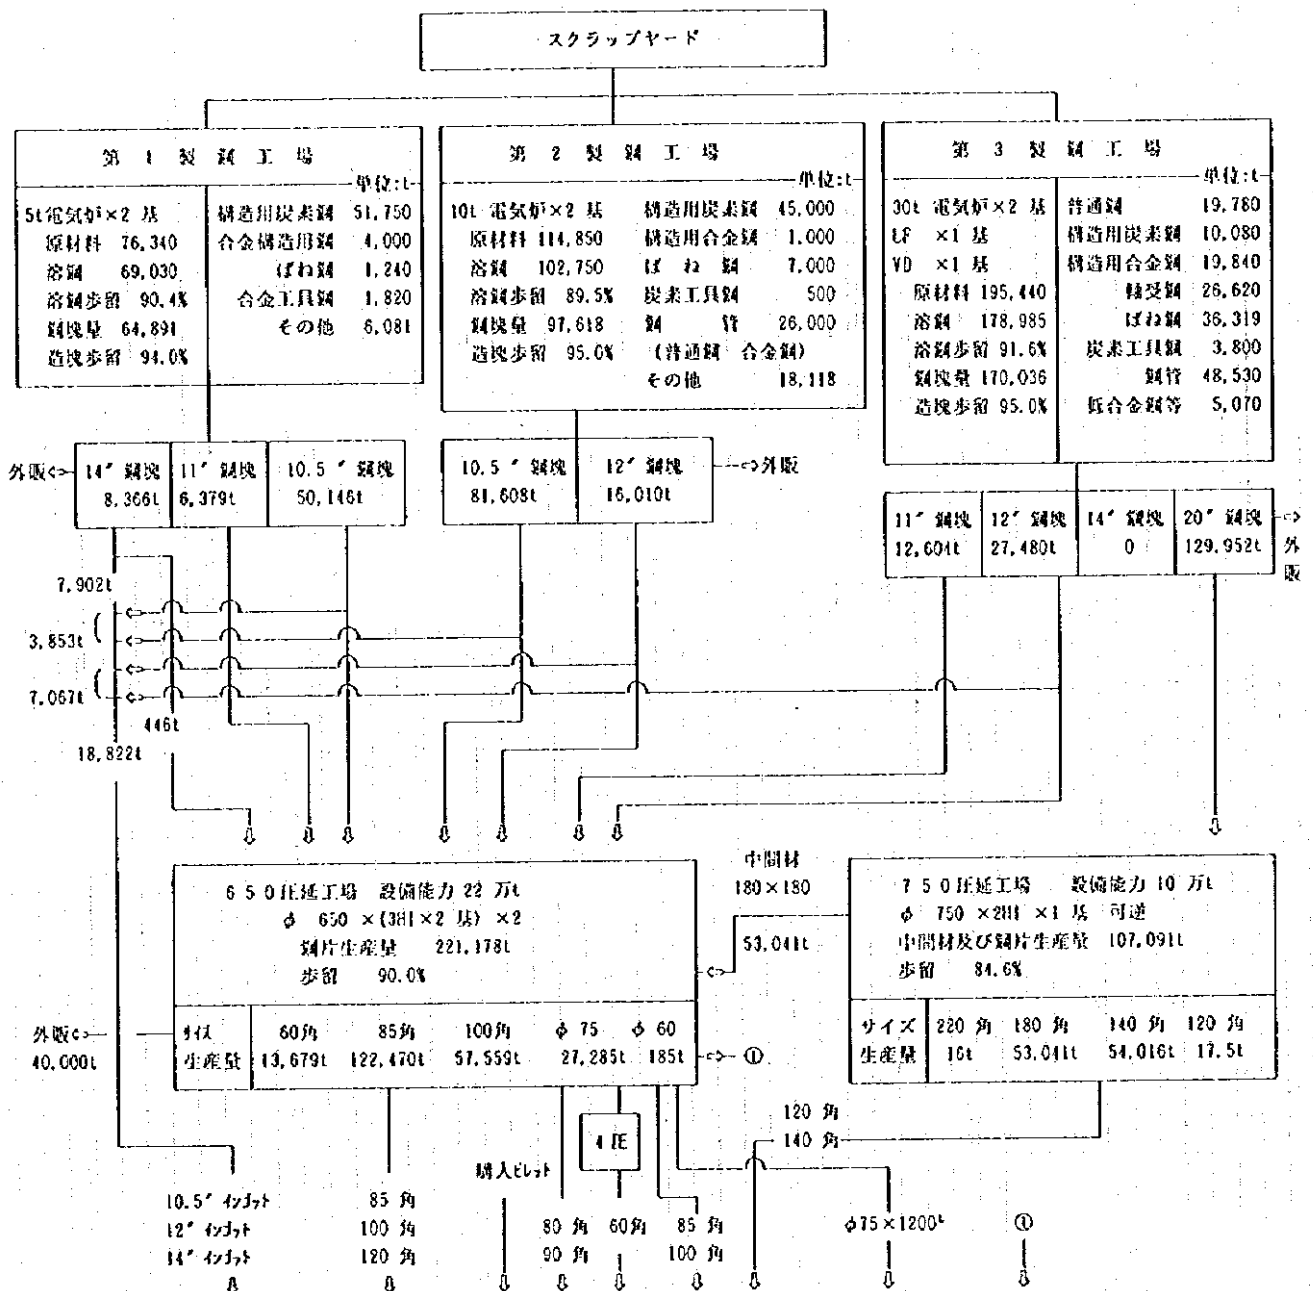 スクラップヤード
第 1 製 鋼 工 場
単位:t
5t電気炉×2 基
原材料 76,340
溶鋼 69,030
溶鋼歩留 90.4%
鋼塊量 64,891
造塊歩留 94.0%
構造用炭素鋼 51,750
合金構造用鋼 4,000
ばね鋼 1,240
合金工具鋼 1,820
その他 6,081
第 2 製 鋼 工 場
単位:t
10t 電気炉×2 基
原材料 114,850
溶鋼 102,750
溶鋼歩留 89.5%
鋼塊量 97,618
造塊歩留 95.0%
構造用炭素鋼 45,000
構造用合金鋼 1,000
ば ね 鋼 7,000
炭素工具鋼 500
鋼 管 26,000
(普通鋼 合金鋼)
その他 18,118
第 3 製 鋼 工 場
単位:t
30t 電気炉×2 基
LF ×1 基
VD ×1 基
原材料 195,440
溶鋼 178,985
溶鋼歩留 91.6%
鋼塊量 170,036
造塊歩留 95.0%
普通鋼 19,780
構造用炭素鋼 10,080
構造用合金鋼 19,840
軸受鋼 26,620
ばね鋼 36,319
炭素工具鋼 3,800
鋼管 48,530
低合金鋼等 5,070
外販
14″ 鋼塊
8,366t
11″ 鋼塊
6,379t
10.5 ″ 鋼塊
50,146t
10.5 ″ 鋼塊
81,608t
12″ 鋼塊
16,010t
外販
11″ 鋼塊
12,604t
12″ 鋼塊
27,480t
14″ 鋼塊
0
20″ 鋼塊
129,952t
外販
7,902t
3,853t
7,067t
446t
18,822t
650圧延工場 設備能力 22 万t
φ 650 ×(3H×2 基) ×2
鋼片生産量 221,178t
歩留 90.0%
サイズ 60角 85角 100角 φ 75 φ 60
生産量 13,679t 122,470t 57,559t 27,285t 185t
外販
40,000t
①
中間材
180×180
53,041t
750圧延工場 設備能力 10 万t
φ 750 ×2H ×1 基 可逆
中間材及び鋼片生産量 107,091t
歩留 84.6%
サイズ 220 角 180 角 140 角 120 角
生産量 16t 53,041t 54,016t 17.5t
4 圧
120 角
140 角
購入ビレット
10.5″ インゴット
12″ インゴット
14″ インゴット
85 角
100 角
120 角
80 角
90 角
60角
85 角
100 角
φ75×1200ᴸ
①